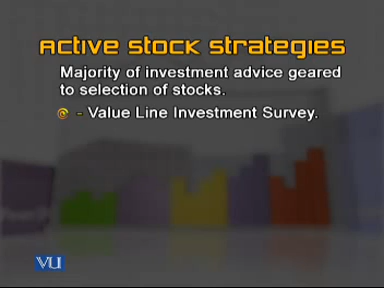 Active Stock Strategies
Majority of investment advice geared
to selection of stocks.
@ - Value Line Investment Survey.
VU